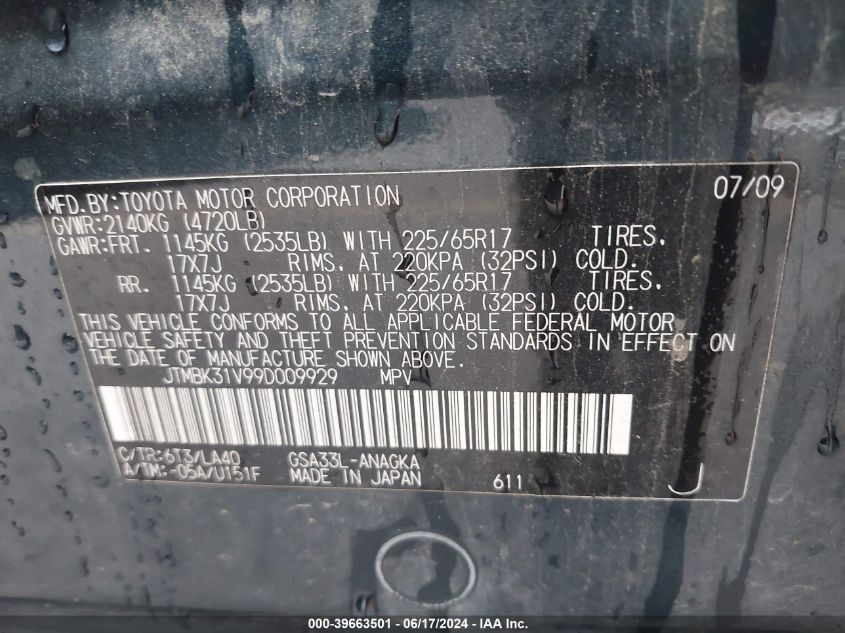 MFD.BY:TOYOTA MOTOR CORPORATION 07/09
GVWR:2140KG (4720LB)
GAWR:FRT. 1145KG (2535LB) WITH 225/65R17 TIRES,
17X7J RIMS, AT 220KPA (32PSI) COLD.
RR. 1145KG (2535LB) WITH 225/65R17 TIRES,
17X7J RIMS, AT 220KPA (32PSI) COLD.
THIS VEHICLE CONFORMS TO ALL APPLICABLE FEDERAL MOTOR
VEHICLE SAFETY AND THEFT PREVENTION STANDARDS IN EFFECT ON
THE DATE OF MANUFACTURE SHOWN ABOVE.
JTMBK31V99D009929 MPV
C/TR:6T3/LA40 GSA33L-ANAGKA
A/TM:-05A/U151F MADE IN JAPAN 611 J
000-39663501 - 06/17/2024 - IAA Inc.